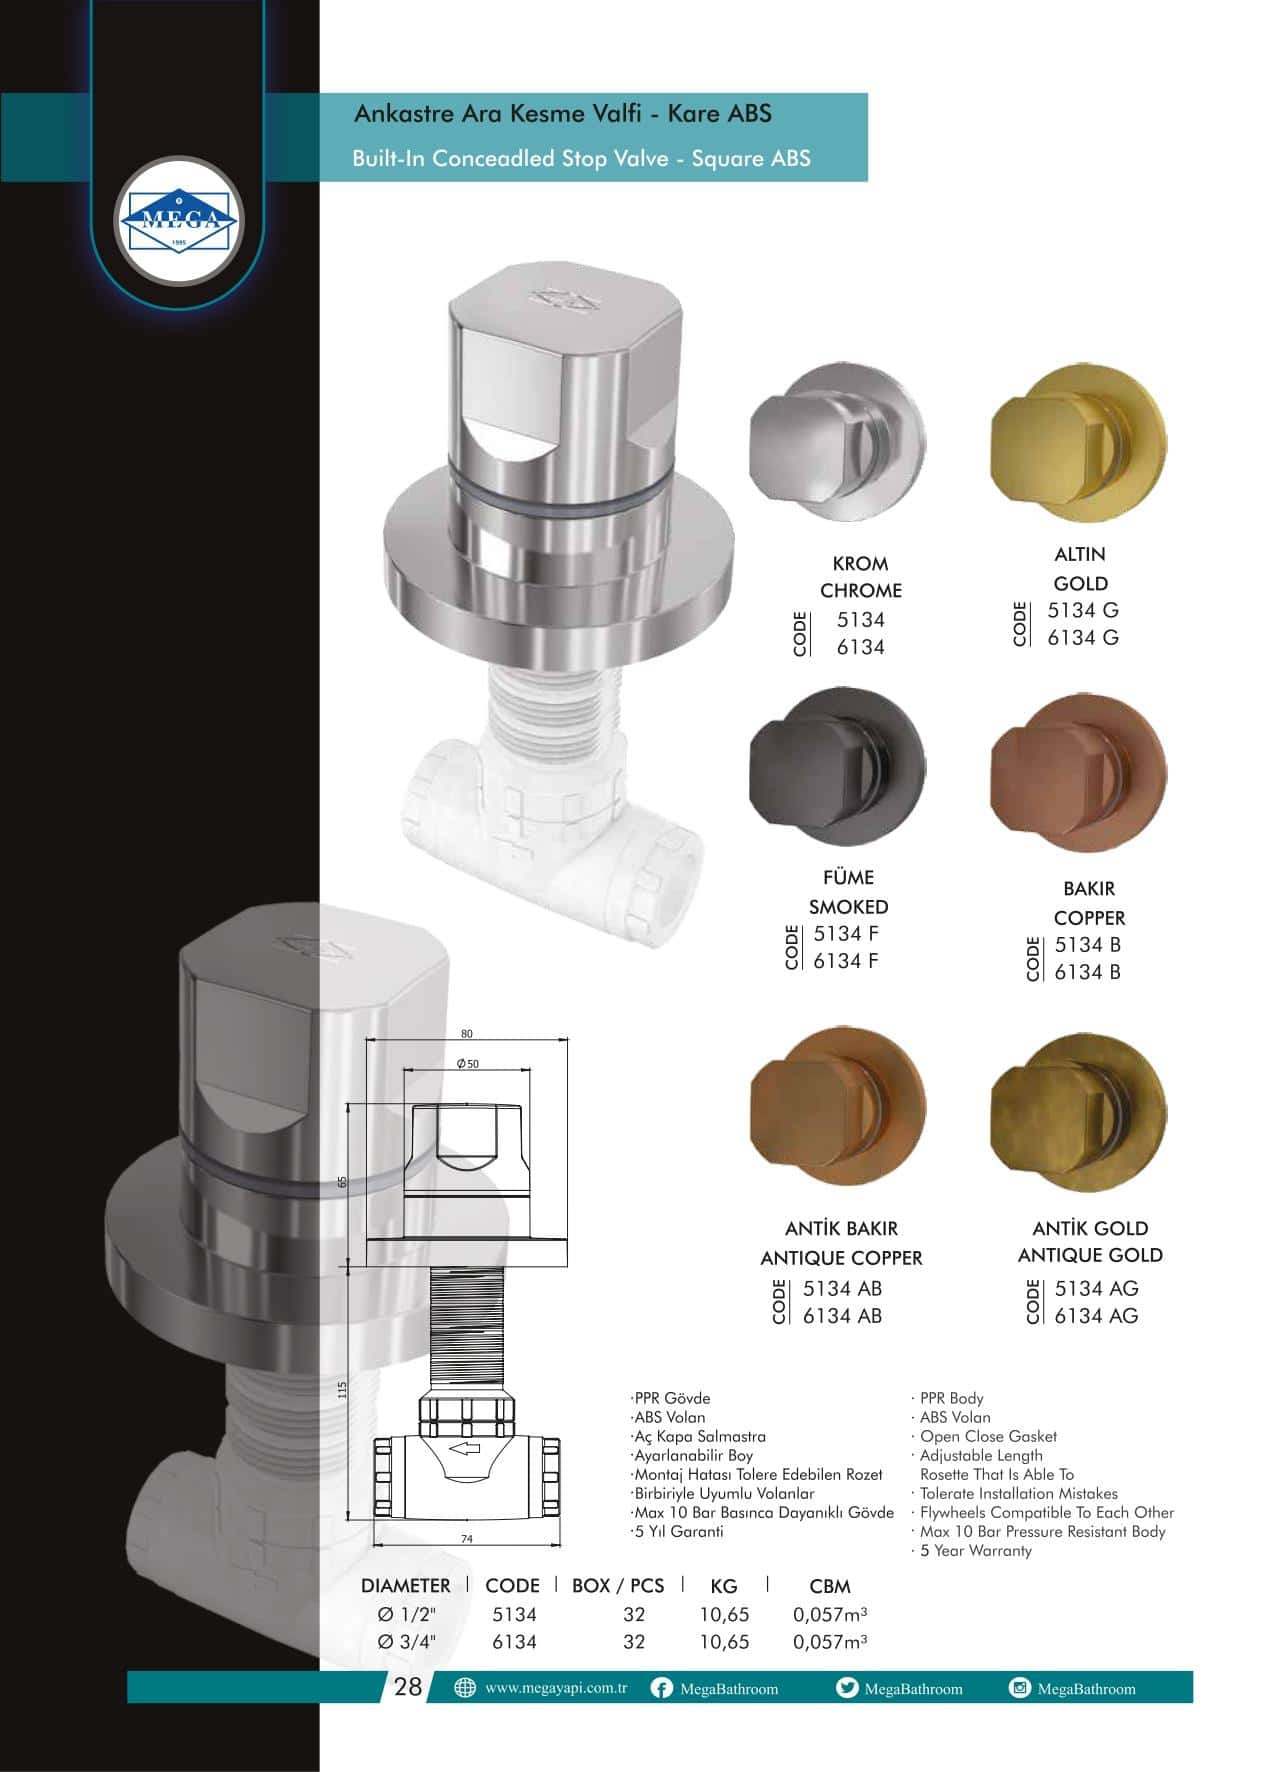 Ankastre Ara Kesme Valfi - Kare ABS
Built-In Conceadled Stop Valve - Square ABS
MEGA
1995
KROM
CHROME
CODE
5134
6134
ALTIN
GOLD
CODE
5134 G
6134 G
FÜME
SMOKED
CODE
5134 F
6134 F
BAKIR
COPPER
CODE
5134 B
6134 B
80
Ø50
65
115
74
ANTİK BAKIR
ANTIQUE COPPER
CODE
5134 AB
6134 AB
ANTİK GOLD
ANTIQUE GOLD
CODE
5134 AG
6134 AG
·PPR Gövde
·ABS Volan
·Aç Kapa Salmastra
·Ayarlanabilir Boy
·Montaj Hatası Tolere Edebilen Rozet
·Birbiriyle Uyumlu Volanlar
·Max 10 Bar Basınca Dayanıklı Gövde
·5 Yıl Garanti
· PPR Body
· ABS Volan
· Open Close Gasket
· Adjustable Length
Rosette That Is Able To
· Tolerate Installation Mistakes
· Flywheels Compatible To Each Other
· Max 10 Bar Pressure Resistant Body
· 5 Year Warranty
DIAMETER | CODE | BOX / PCS | KG | CBM
Ø 1/2" 5134 32 10,65 0,057m³
Ø 3/4" 6134 32 10,65 0,057m³
28 www.megayapi.com.tr MegaBathroom MegaBathroom MegaBathroom